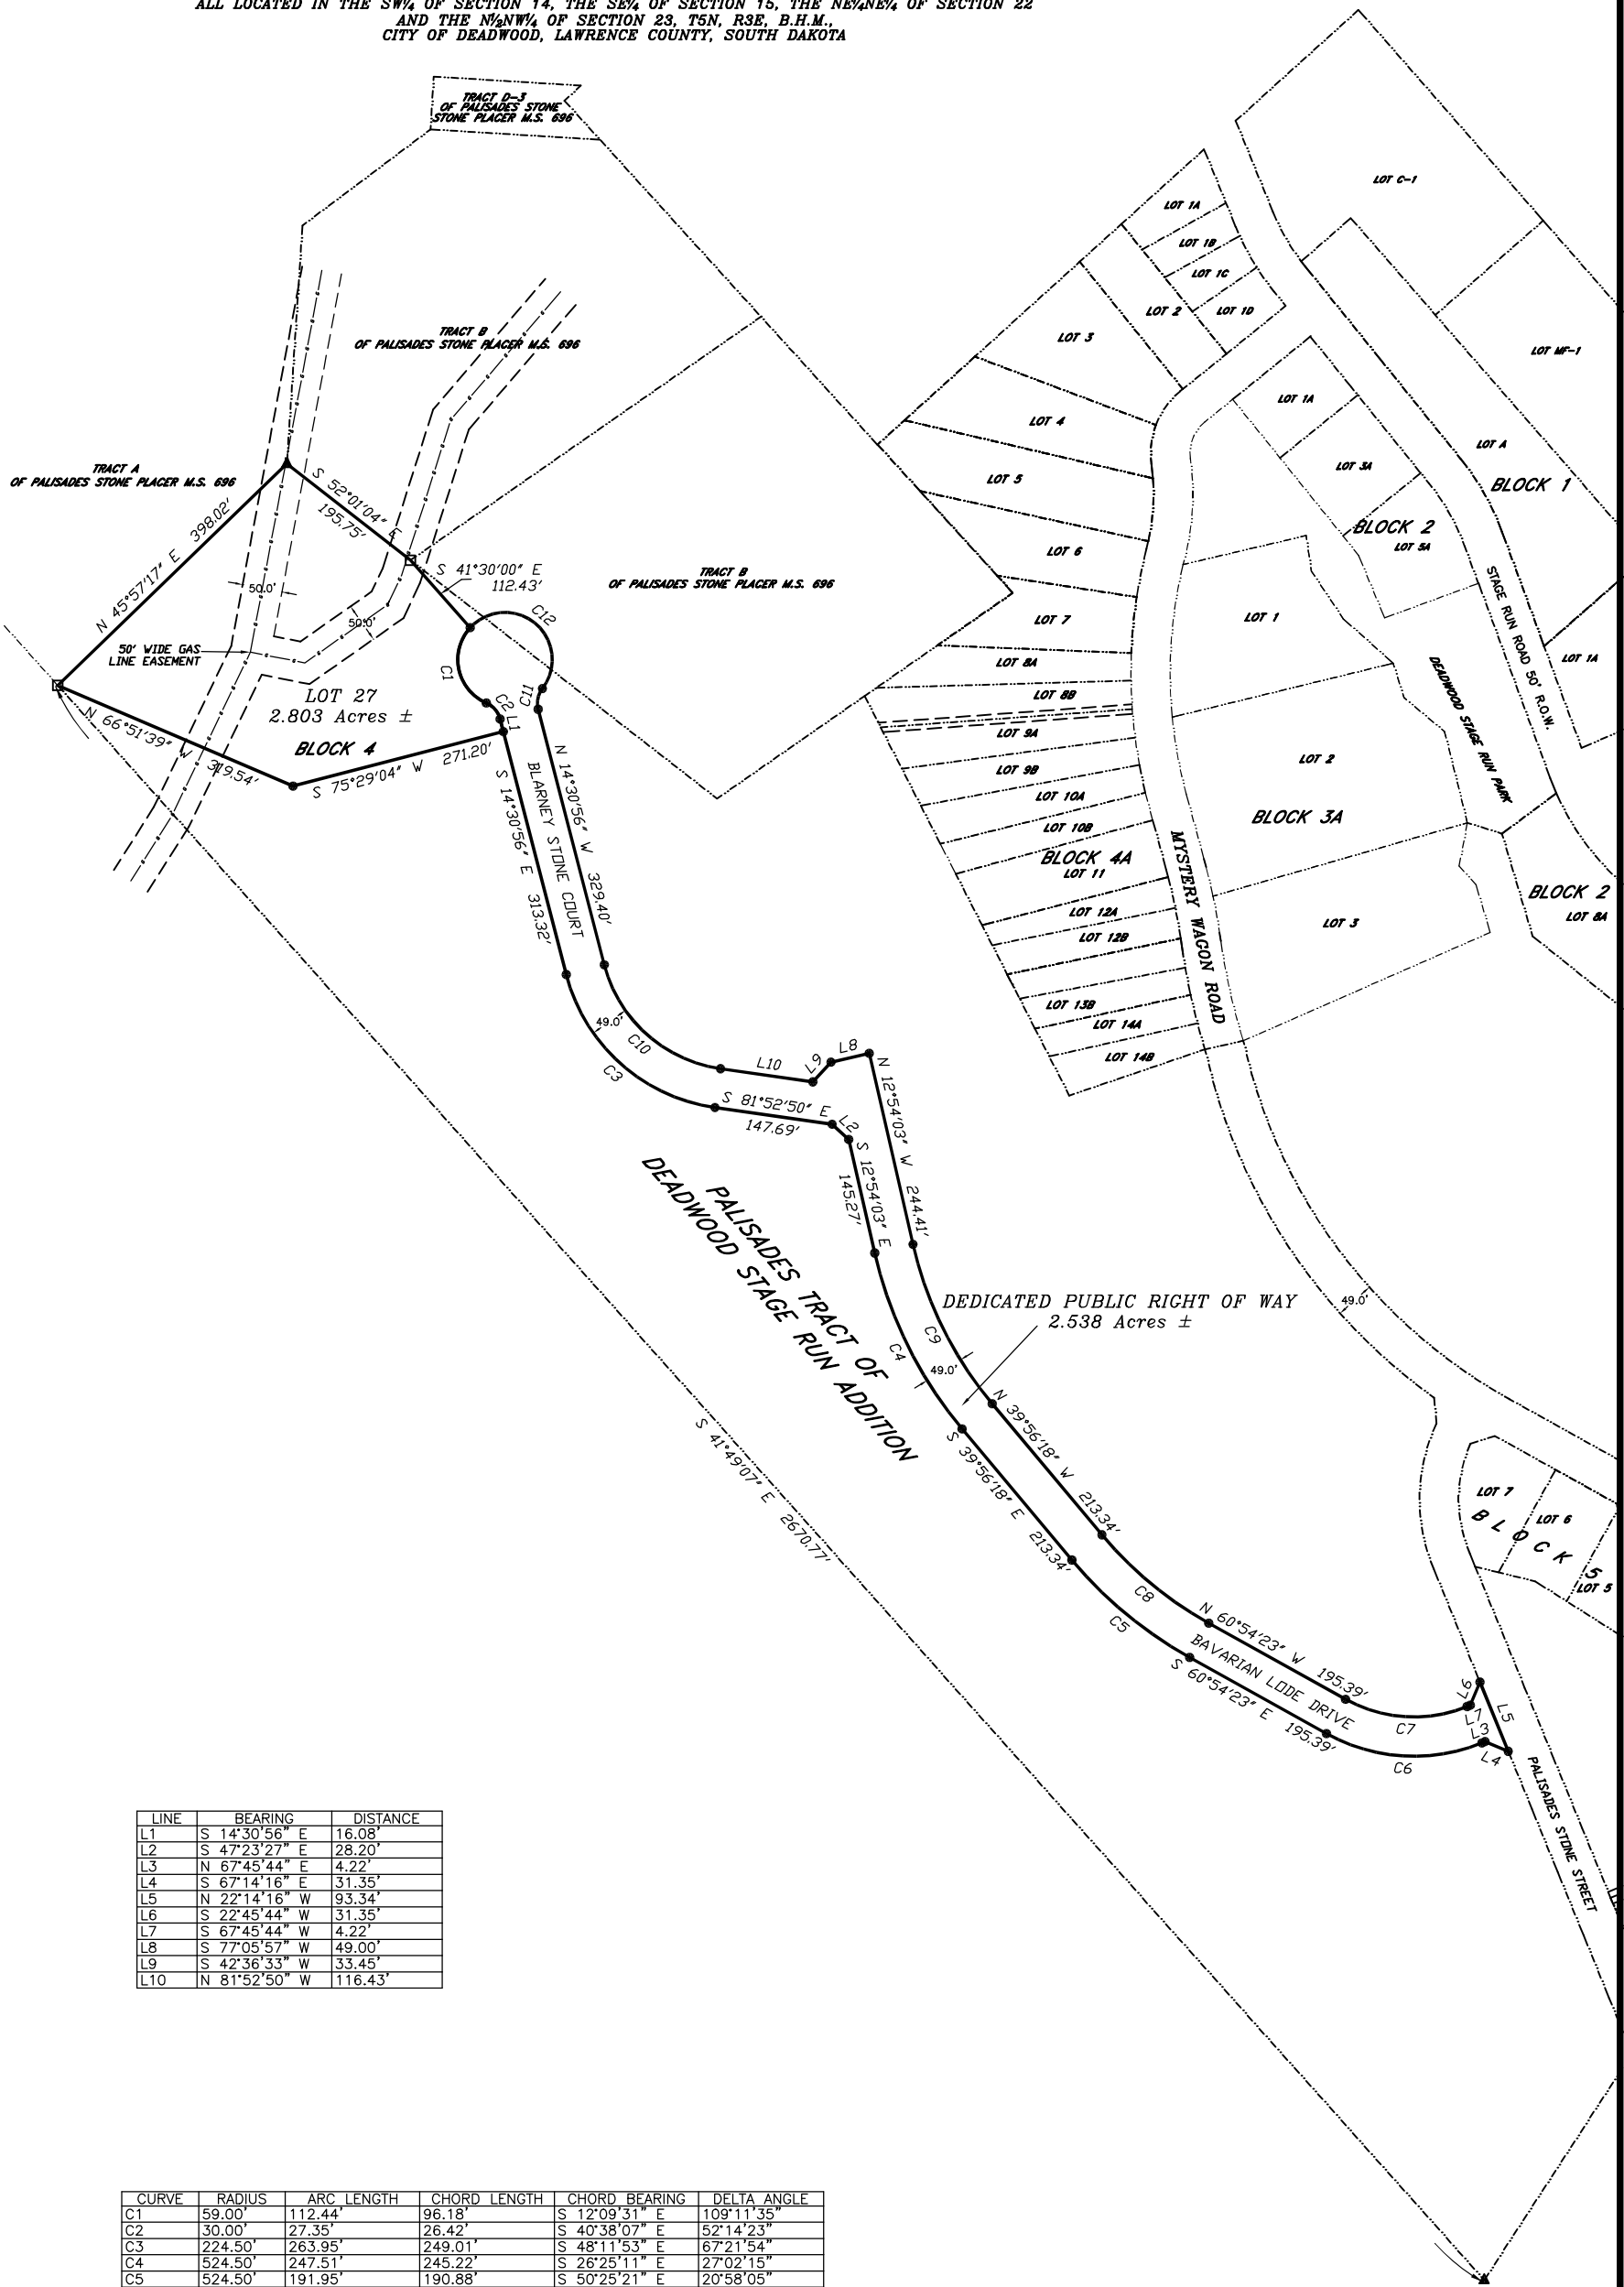 ALL LOCATED IN THE SW¼ OF SECTION 14, THE SE¼ OF SECTION 15, THE NE¼NE¼ OF SECTION 22
AND THE N½NW¼ OF SECTION 23, T5N, R3E, B.H.M.,
CITY OF DEADWOOD, LAWRENCE COUNTY, SOUTH DAKOTA
TRACT D-3
OF PALISADES STONE
STONE PLACER M.S. 696
TRACT B
OF PALISADES STONE PLACER M.S. 696
TRACT A
OF PALISADES STONE PLACER M.S. 696
TRACT B
OF PALISADES STONE PLACER M.S. 696
N 45°57'17" E 398.02'
S 52°01'04" E
195.75'
S 41°30'00" E
112.43'
50.0'
50.0'
50' WIDE GAS
LINE EASEMENT
LOT 27
2.803 Acres ±
BLOCK 4
N 66°51'39" W 319.54'
S 75°29'04" W 271.20'
C12
C1
C2
C11
L1
N 14°30'56" W 329.40'
BLARNEY STONE COURT
S 14°30'56" E 313.32'
49.0'
C10
C3
L10
L9
L8
S 81°52'50" E
147.69'
L2
N 12°54'03" W 244.41'
S 12°54'03" E
145.27'
PALISADES TRACT OF
DEADWOOD STAGE RUN ADDITION
DEDICATED PUBLIC RIGHT OF WAY
2.538 Acres ±
C9
C4
49.0'
N 39°56'18" W 213.34'
S 39°56'18" E 213.34'
S 41°49'07" E 2670.77'
C8
C5
N 60°54'23" W 195.39'
BAVARIAN LODE DRIVE
S 60°54'23" E 195.39'
C7
C6
L6
L7
L3
L5
L4
PALISADES STONE STREET
LOT C-1
LOT 1A
LOT 1B
LOT 1C
LOT 1D
LOT 2
LOT 3
LOT MF-1
LOT 1A
LOT 4
LOT A
BLOCK 1
LOT 3A
LOT 5
BLOCK 2
LOT 5A
LOT 6
STAGE RUN ROAD 50' R.O.W.
LOT 7
LOT 1
LOT 1A
LOT 8A
LOT 8B
DEADWOOD STAGE RUN PARK
LOT 9A
LOT 9B
LOT 2
LOT 10A
BLOCK 3A
LOT 10B
BLOCK 4A
LOT 11
MYSTERY WAGON ROAD
BLOCK 2
LOT 8A
LOT 12A
LOT 12B
LOT 3
LOT 13B
LOT 14A
LOT 14B
49.0'
LOT 7
LOT 6
BLOCK 5
LOT 5
LINE BEARING DISTANCE
L1 S 14°30'56" E 16.08'
L2 S 47°23'27" E 28.20'
L3 N 67°45'44" E 4.22'
L4 S 67°14'16" E 31.35'
L5 N 22°14'16" W 93.34'
L6 S 22°45'44" W 31.35'
L7 S 67°45'44" W 4.22'
L8 S 77°05'57" W 49.00'
L9 S 42°36'33" W 33.45'
L10 N 81°52'50" W 116.43'
CURVE RADIUS ARC LENGTH CHORD LENGTH CHORD BEARING DELTA ANGLE
C1 59.00' 112.44' 96.18' S 12°09'31" E 109°11'35"
C2 30.00' 27.35' 26.42' S 40°38'07" E 52°14'23"
C3 224.50' 263.95' 249.01' S 48°11'53" E 67°21'54"
C4 524.50' 247.51' 245.22' S 26°25'11" E 27°02'15"
C5 524.50' 191.95' 190.88' S 50°25'21" E 20°58'05"